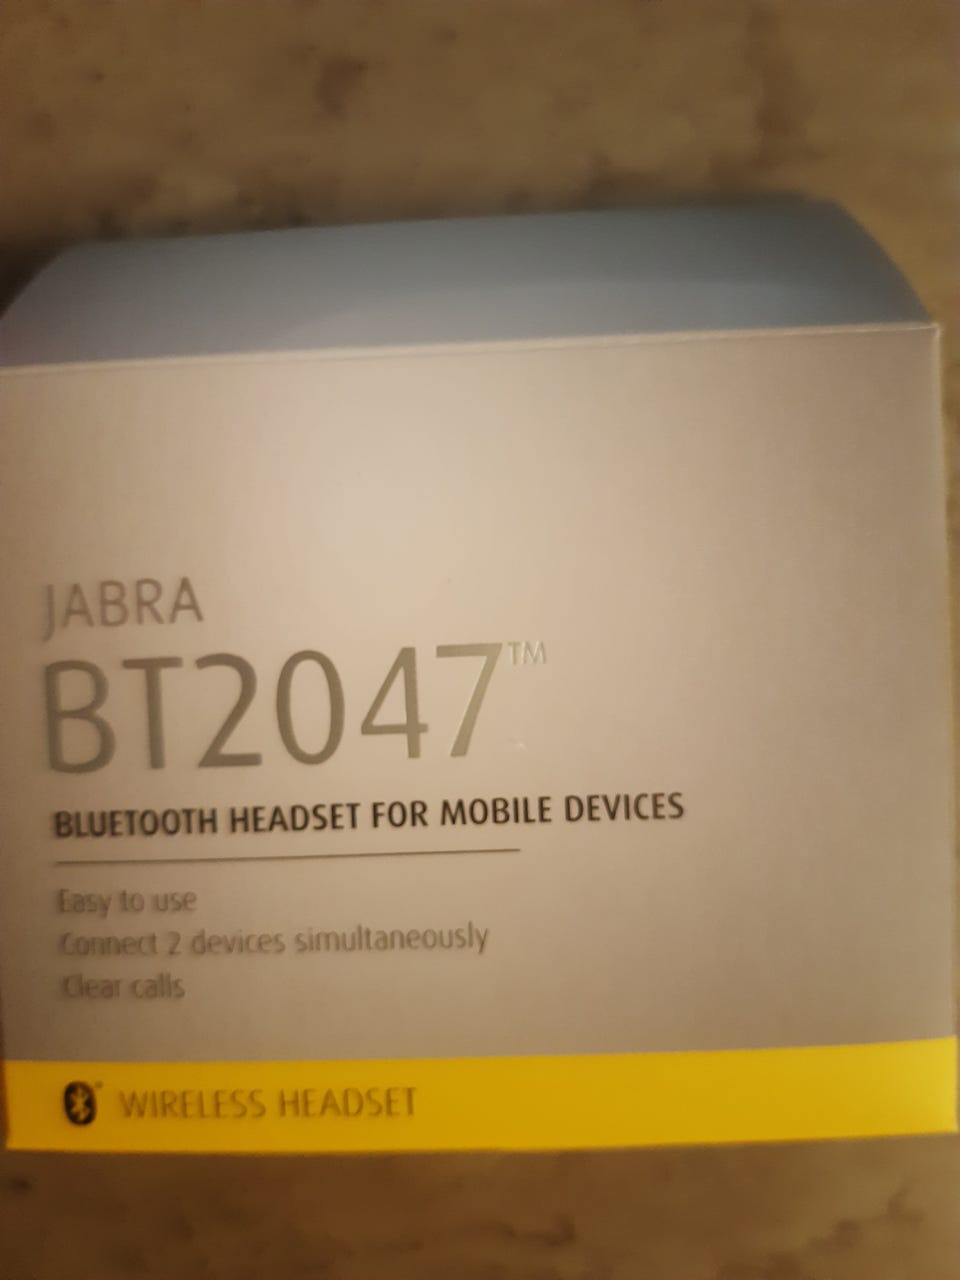 JABRA
BT2047™
BLUETOOTH HEADSET FOR MOBILE DEVICES
Easy to use
Connect 2 devices simultaneously
Clear calls
WIRELESS HEADSET